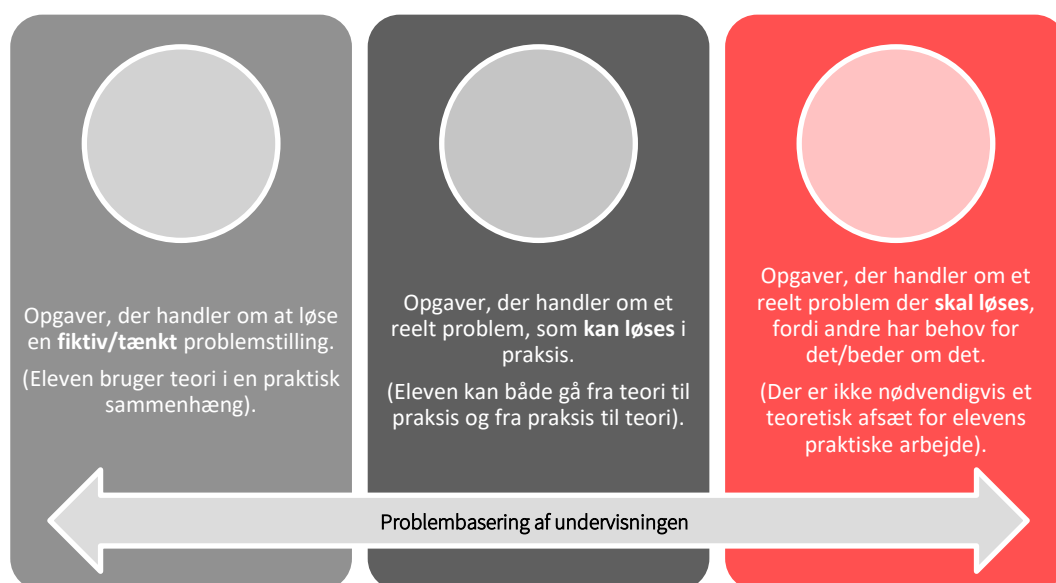 Opgaver, der handler om at løse
en fiktiv/tænkt problemstilling.
(Eleven bruger teori i en praktisk
sammenhæng).
Opgaver, der handler om et
reelt problem, som kan løses i
praksis.
(Eleven kan både gå fra teori til
praksis og fra praksis til teori).
Opgaver, der handler om et
reelt problem der skal løses,
fordi andre har behov for
det/beder om det.
(Der er ikke nødvendigvis et
teoretisk afsæt for elevens
praktiske arbejde).
Problembasering af undervisningen